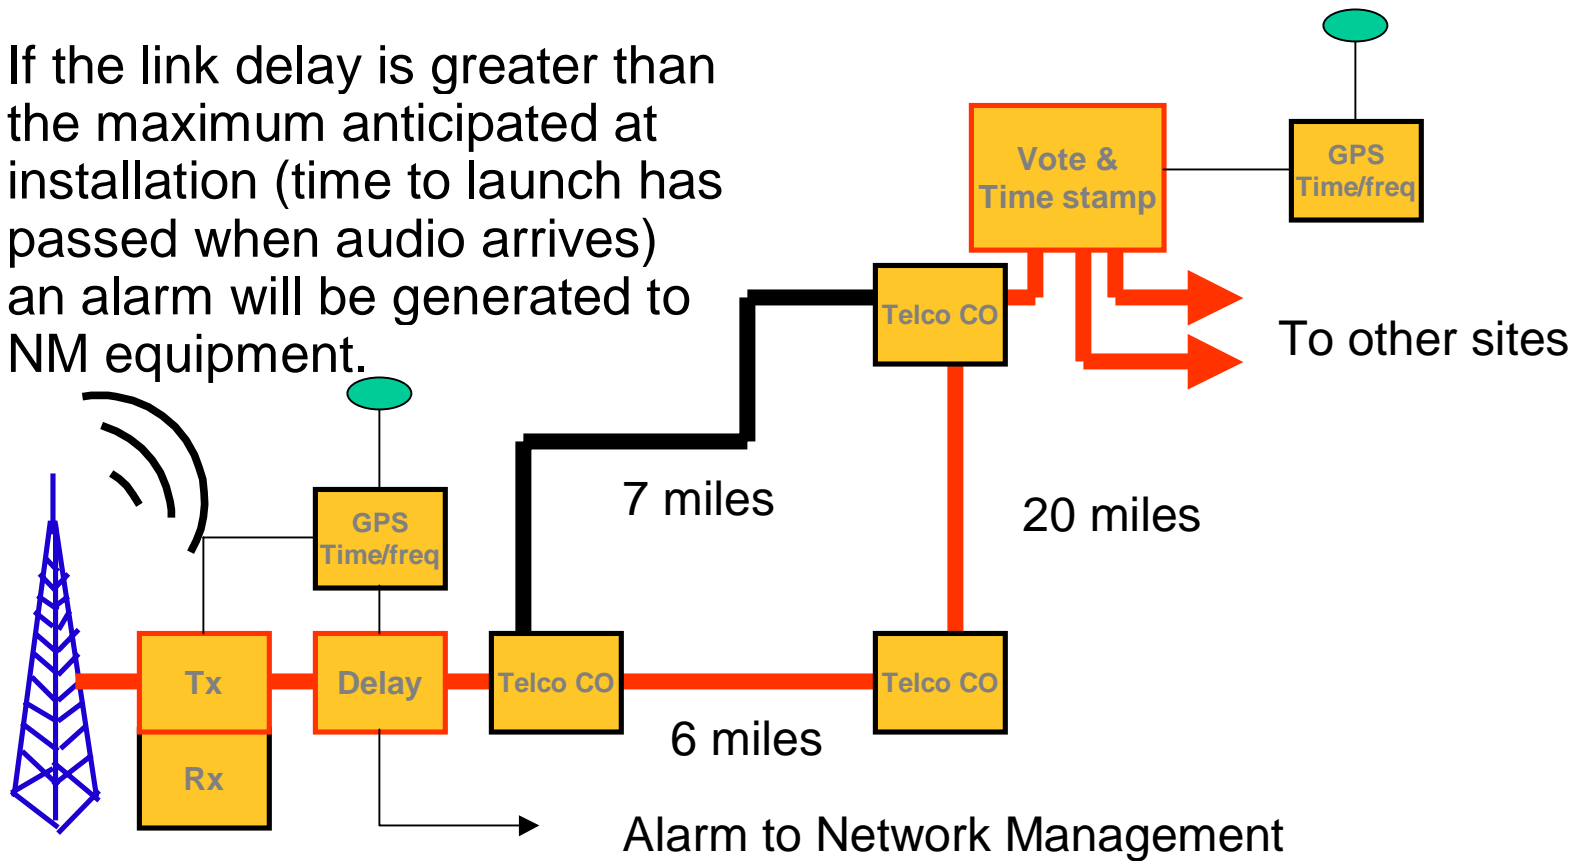 If the link delay is greater than
the maximum anticipated at
installation (time to launch has
passed when audio arrives)
an alarm will be generated to
NM equipment.
Vote &
Time stamp
GPS
Time/freq
Telco CO
To other sites
7 miles
20 miles
GPS
Time/freq
Tx
Delay
Telco CO
Telco CO
6 miles
Rx
Alarm to Network Management